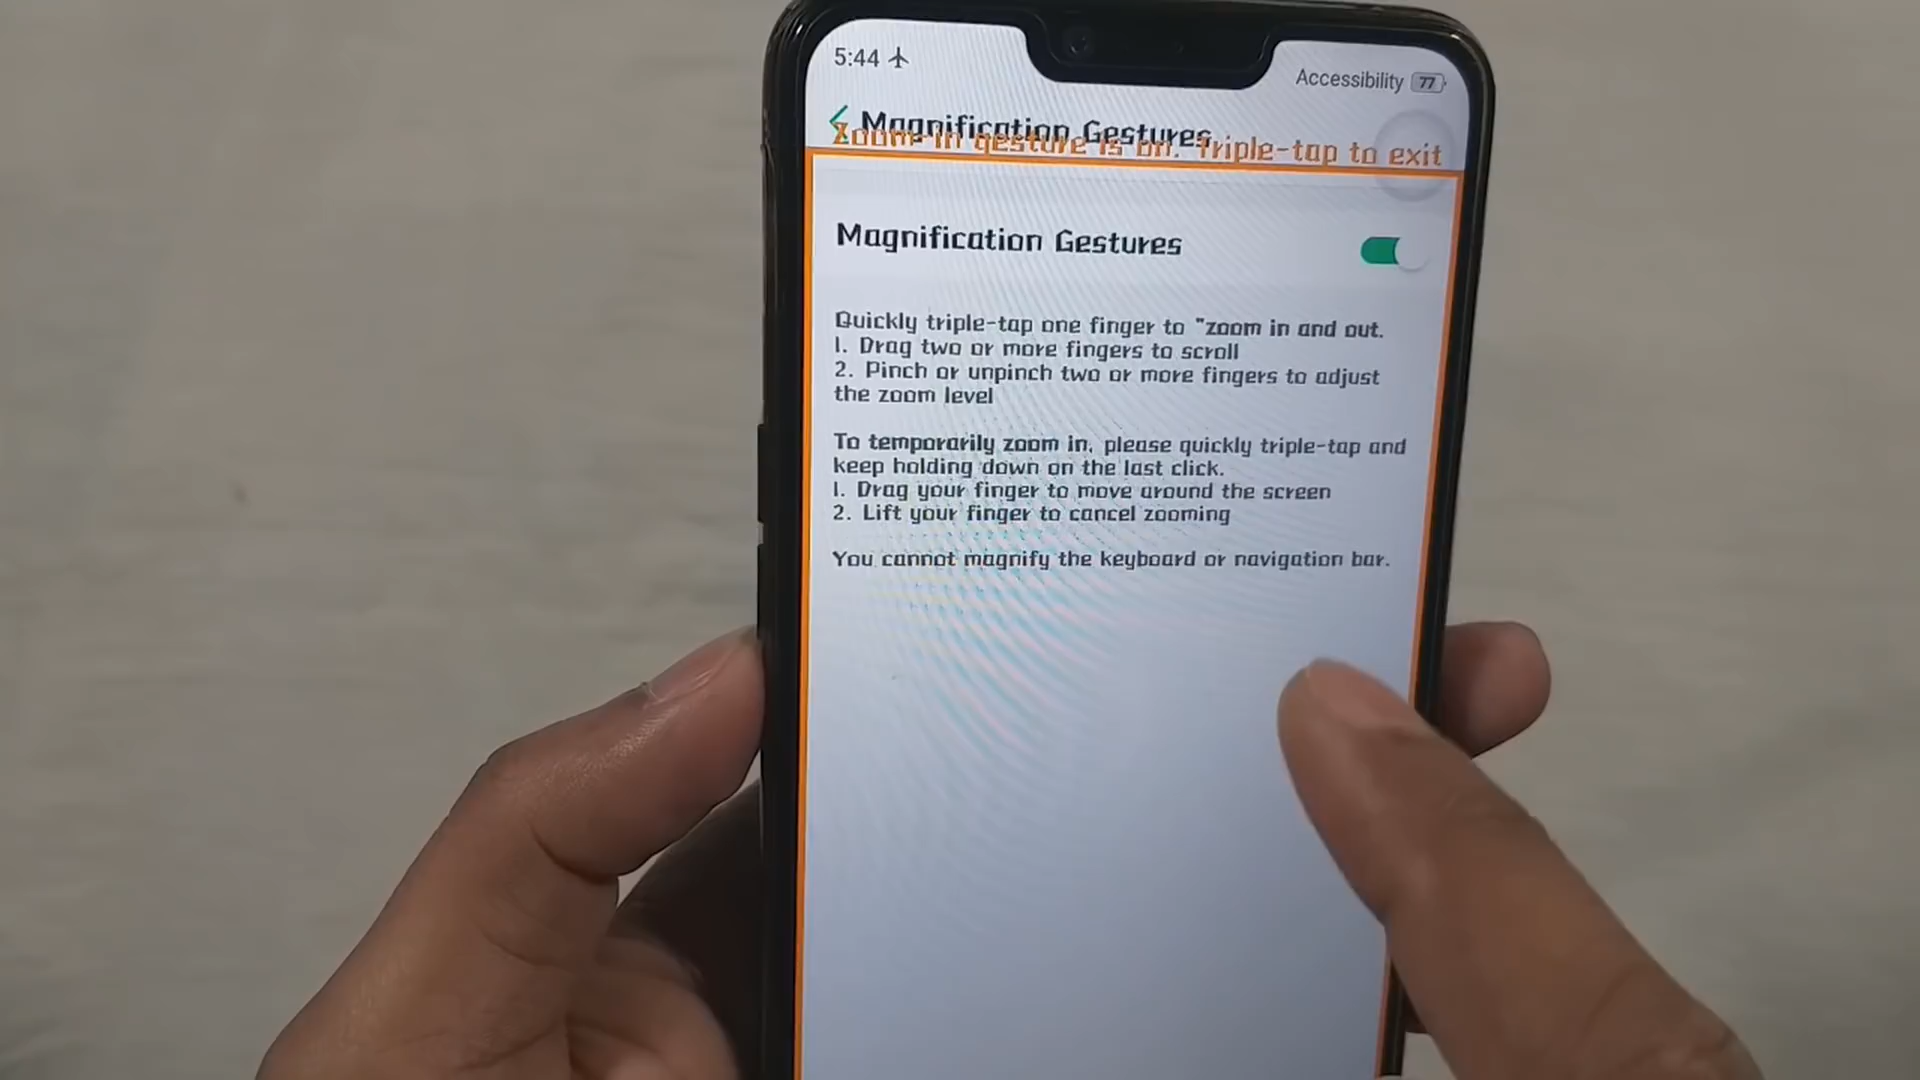 5:44
Accessibility 77
Magnification Gestures
Zoom-in gesture is on. Triple-tap to exit
Magnification Gestures
Quickly triple-tap one finger to "zoom in and out.
1. Drag two or more fingers to scroll
2. Pinch or unpinch two or more fingers to adjust
the zoom level
To temporarily zoom in, please quickly triple-tap and
keep holding down on the last click.
1. Drag your finger to move around the screen
2. Lift your finger to cancel zooming
You cannot magnify the keyboard or navigation bar.